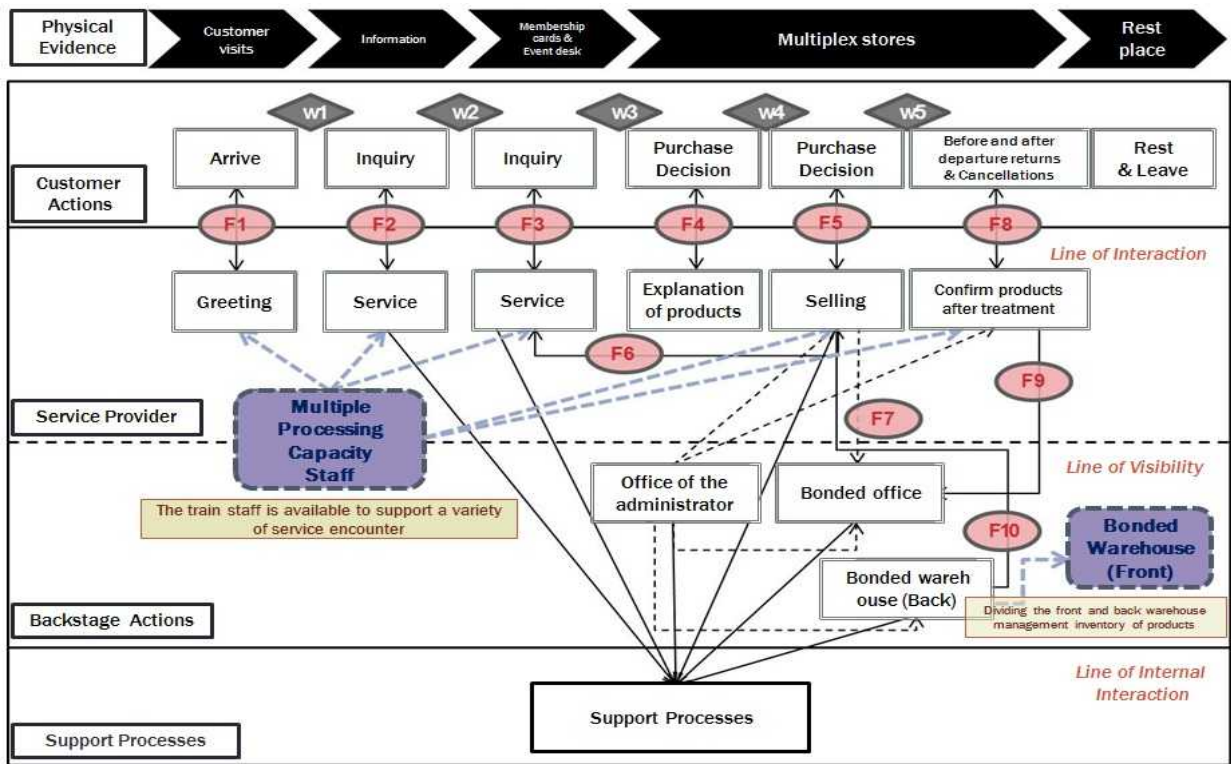 Physical
Evidence
Customer
visits
Information
Membership
cards &
Event desk
Multiplex stores
Rest
place
w1
w2
w3
w4
w5
Customer
Actions
Arrive
Inquiry
Inquiry
Purchase
Decision
Purchase
Decision
Before and after
departure returns
& Cancellations
Rest
& Leave
F1
F2
F3
F4
F5
F8
Line of Interaction
Greeting
Service
Service
Explanation
of products
Selling
Confirm products
after treatment
F6
F9
Service Provider
Multiple
Processing
Capacity
Staff
F7
Line of Visibility
The train staff is available to support a variety
of service encounter
Office of the
administrator
Bonded office
F10
Bonded
Warehouse
(Front)
Bonded wareh
ouse (Back)
Dividing the front and back warehouse
management inventory of products
Backstage Actions
Line of Internal
Interaction
Support Processes
Support Processes